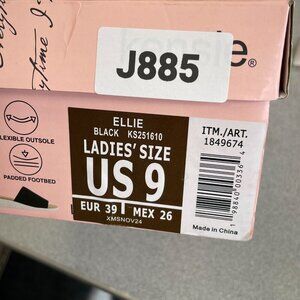 J885
ELLIE
BLACK KS251610
LADIES' SIZE
US 9
EUR 39 MEX 26
XMSNOV24
ITM./ART.
1849674
Made in China
FLEXIBLE OUTSOLE
PADDED FOOTBED